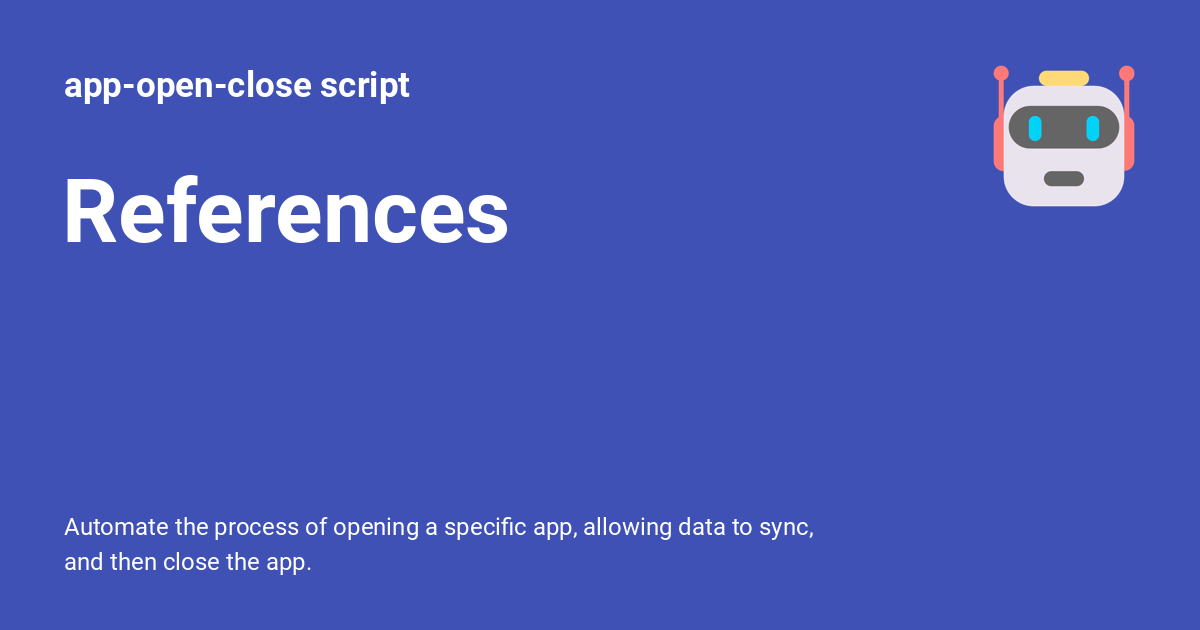 app-open-close script
References
Automate the process of opening a specific app, allowing data to sync,
and then close the app.